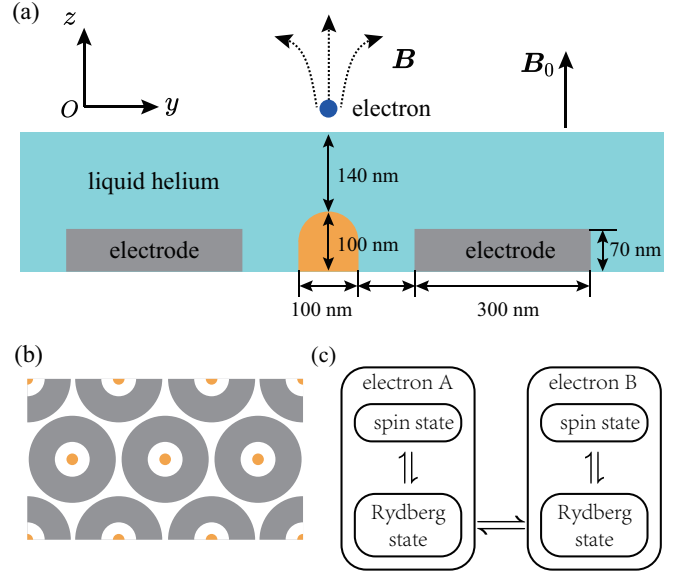 (a)
z
O
y
B
electron
B₀
liquid helium
140 nm
electrode
100 nm
electrode
70 nm
100 nm
300 nm
(b)
(c)
electron A
electron B
spin state
spin state
Rydberg
state
Rydberg
state